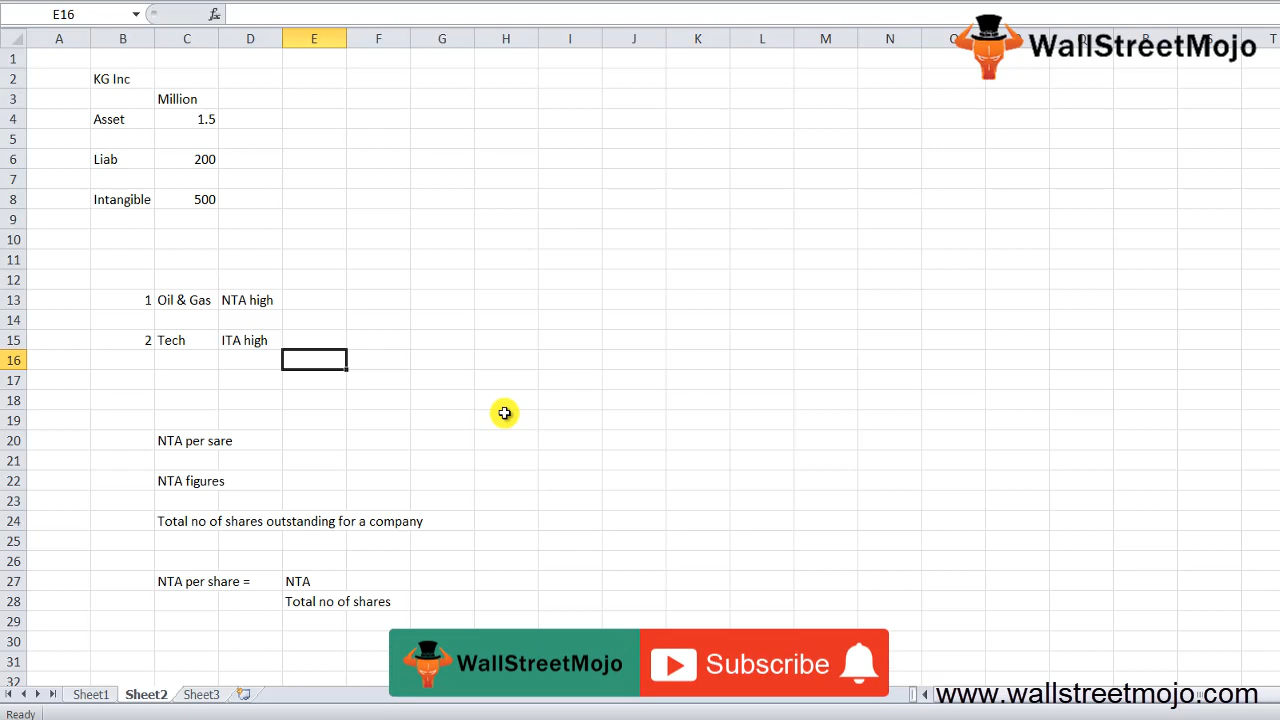 E16
fx
WallStreetMojo
A B C D E F G H I J K L M N T
1
2 KG Inc
3 Million
4 Asset 1.5
5
6 Liab 200
7
8 Intangible 500
9
10
11
12
13 1 Oil & Gas NTA high
14
15 2 Tech ITA high
16
17
18
19
20 NTA per sare
21
22 NTA figures
23
24 Total no of shares outstanding for a company
25
26
27 NTA per share = NTA
28 Total no of shares
29
30
31
32
WallStreetMojo Subscribe
Sheet1 Sheet2 Sheet3
www.wallstreetmojo.com
Ready